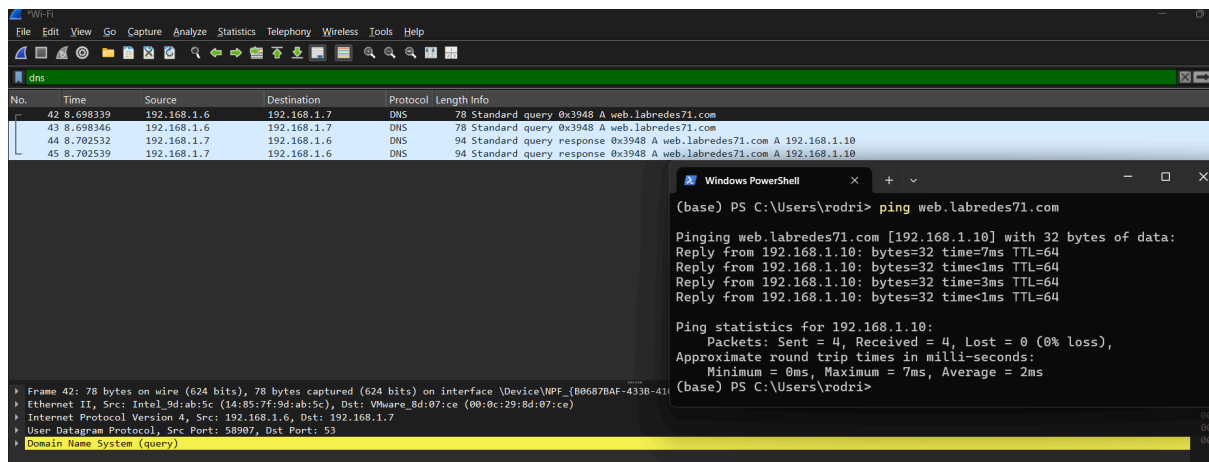 *Wi-Fi
File Edit View Go Capture Analyze Statistics Telephony Wireless Tools Help
dns
No. Time Source Destination Protocol Length Info
42 8.698339 192.168.1.6 192.168.1.7 DNS 78 Standard query 0x3948 A web.labredes71.com
43 8.698346 192.168.1.6 192.168.1.7 DNS 78 Standard query 0x3948 A web.labredes71.com
44 8.702532 192.168.1.7 192.168.1.6 DNS 94 Standard query response 0x3948 A web.labredes71.com A 192.168.1.10
45 8.702539 192.168.1.7 192.168.1.6 DNS 94 Standard query response 0x3948 A web.labredes71.com A 192.168.1.10
Windows PowerShell
(base) PS C:\Users\rodri> ping web.labredes71.com
Pinging web.labredes71.com [192.168.1.10] with 32 bytes of data:
Reply from 192.168.1.10: bytes=32 time=7ms TTL=64
Reply from 192.168.1.10: bytes=32 time<1ms TTL=64
Reply from 192.168.1.10: bytes=32 time=3ms TTL=64
Reply from 192.168.1.10: bytes=32 time<1ms TTL=64
Ping statistics for 192.168.1.10:
Packets: Sent = 4, Received = 4, Lost = 0 (0% loss),
Approximate round trip times in milli-seconds:
Minimum = 0ms, Maximum = 7ms, Average = 2ms
(base) PS C:\Users\rodri>
Frame 42: 78 bytes on wire (624 bits), 78 bytes captured (624 bits) on interface \Device\NPF_{B0687BAF-433B-41
Ethernet II, Src: Intel_9d:ab:5c (14:85:7f:9d:ab:5c), Dst: VMware_8d:07:ce (00:0c:29:8d:07:ce)
Internet Protocol Version 4, Src: 192.168.1.6, Dst: 192.168.1.7
User Datagram Protocol, Src Port: 58907, Dst Port: 53
Domain Name System (query)